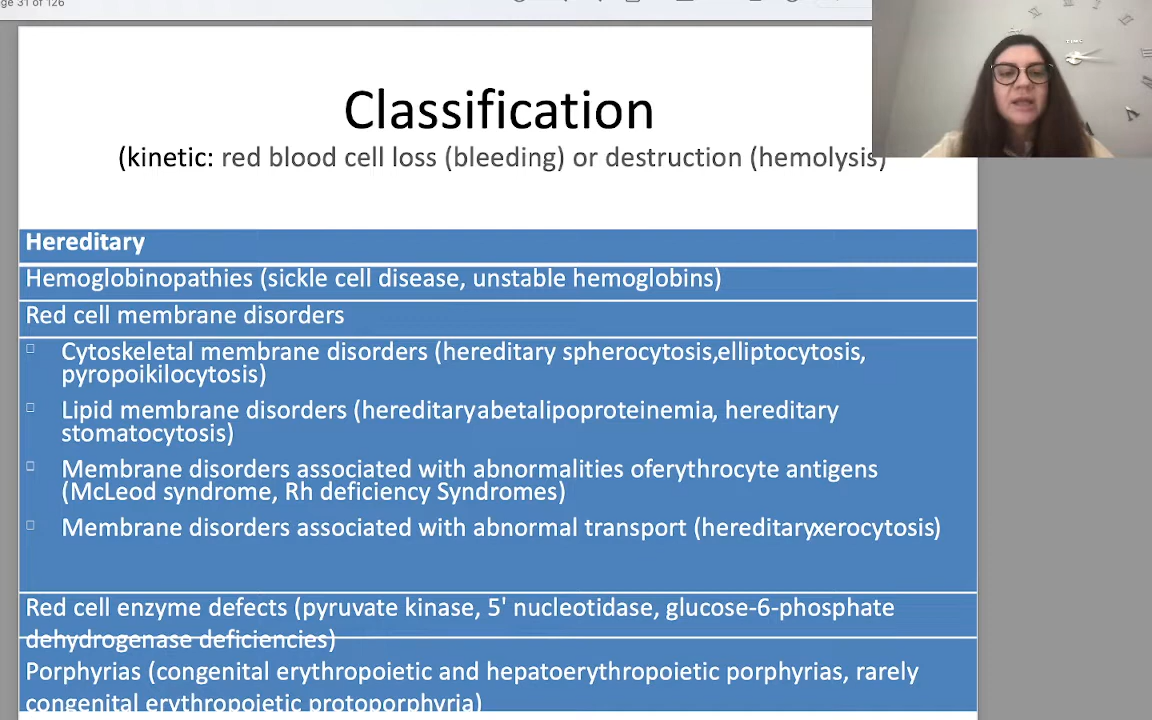 31 of 126
Classification
(kinetic: red blood cell loss (bleeding) or destruction (hemolysis)
Hereditary
Hemoglobinopathies (sickle cell disease, unstable hemoglobins)
Red cell membrane disorders
Cytoskeletal membrane disorders (hereditary spherocytosis,elliptocytosis,
pyropoikilocytosis)
Lipid membrane disorders (hereditaryabetalipoproteinemia, hereditary
stomatocytosis)
Membrane disorders associated with abnormalities oferythrocyte antigens
(McLeod syndrome, Rh deficiency Syndromes)
Membrane disorders associated with abnormal transport (hereditaryxerocytosis)
Red cell enzyme defects (pyruvate kinase, 5' nucleotidase, glucose-6-phosphate
dehydrogenase deficiencies)
Porphyrias (congenital erythropoietic and hepatoerythropoietic porphyrias, rarely
congenital erythropoietic protoporphyria)